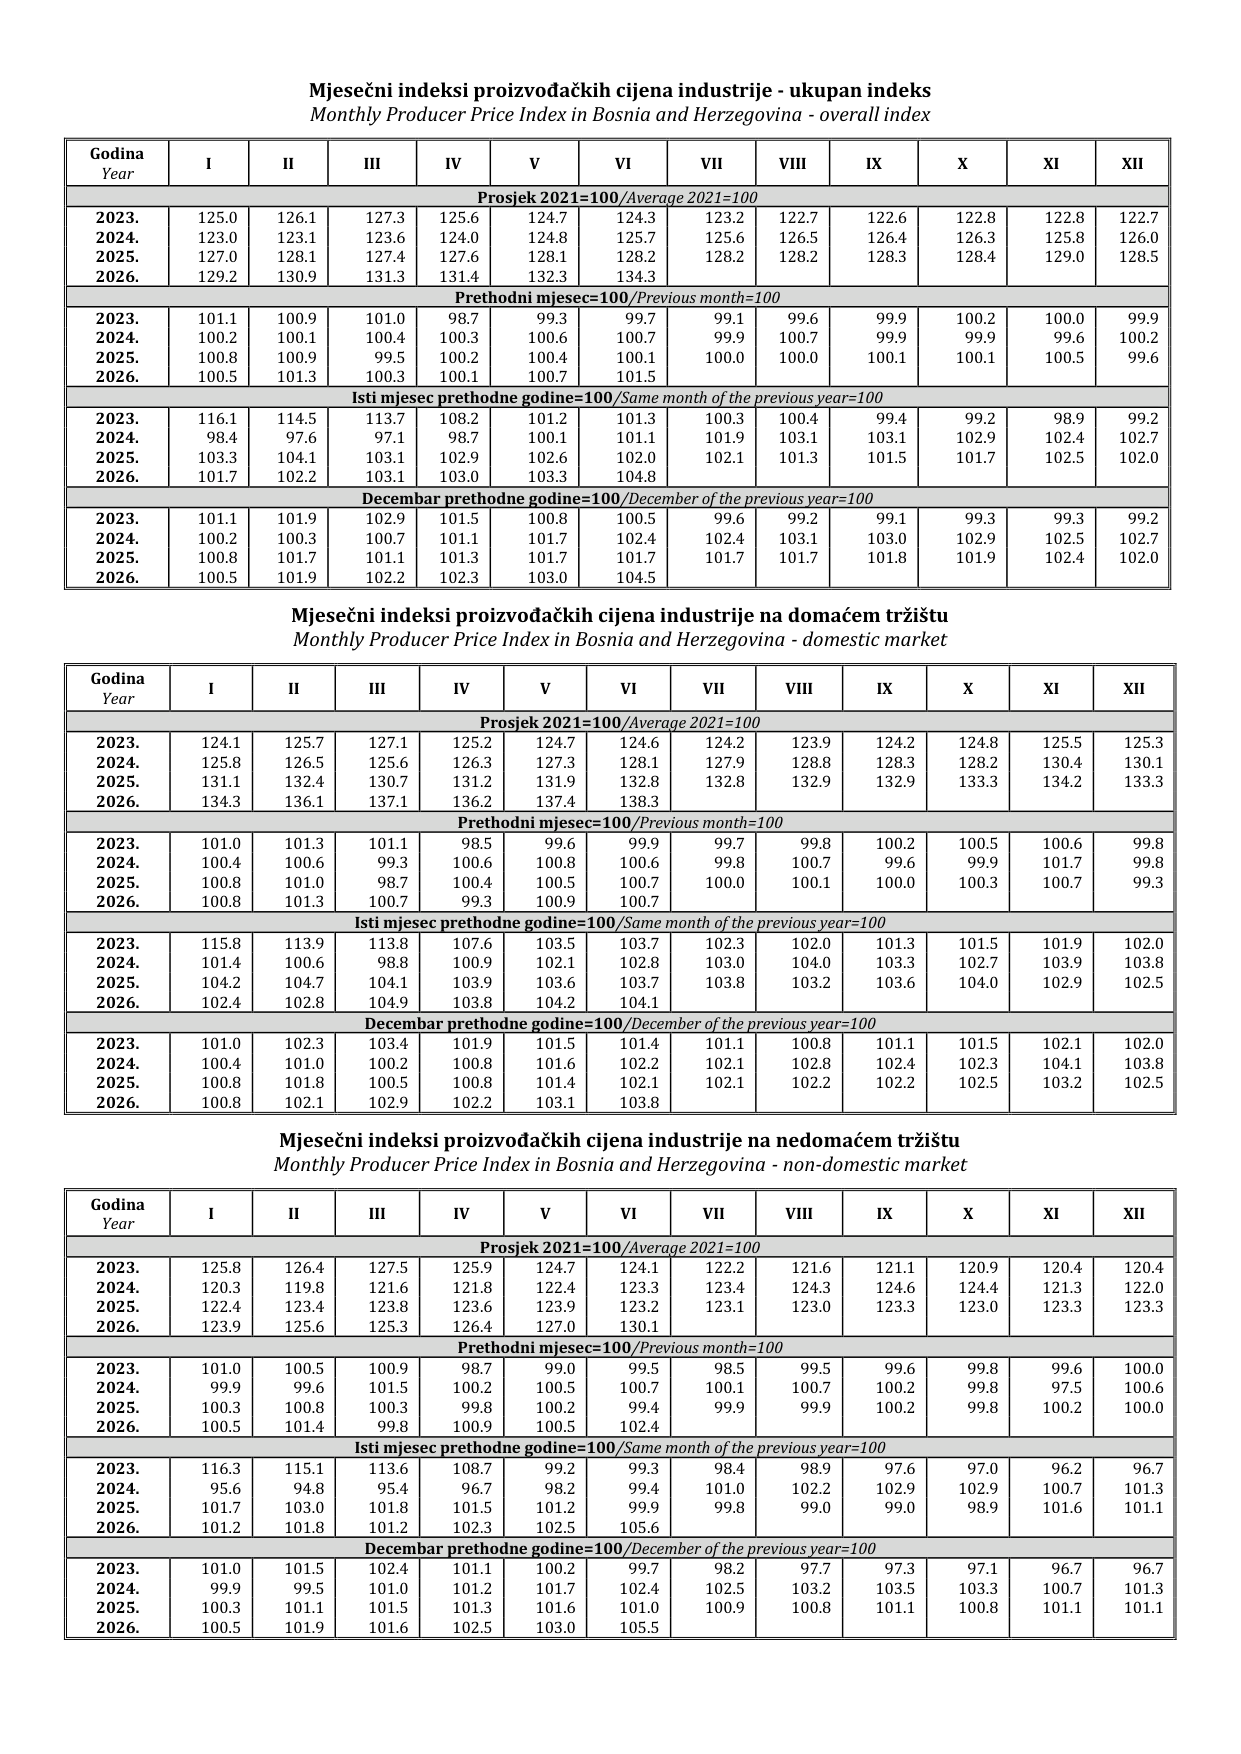 Mjesečni indeksi proizvođačkih cijena industrije - ukupan indeks
Monthly Producer Price Index in Bosnia and Herzegovina - overall index
Godina I II III IV V VI VII VIII IX X XI XII
Year
Prosjek 2021=100/Average 2021=100
2023. 125.0 126.1 127.3 125.6 124.7 124.3 123.2 122.7 122.6 122.8 122.8 122.7
2024. 123.0 123.1 123.6 124.0 124.8 125.7 125.6 126.5 126.4 126.3 125.8 126.0
2025. 127.0 128.1 127.4 127.6 128.1 128.2 128.2 128.2 128.3 128.4 129.0 128.5
2026. 129.2 130.9 131.3 131.4 132.3 134.3
Prethodni mjesec=100/Previous month=100
2023. 101.1 100.9 101.0 98.7 99.3 99.7 99.1 99.6 99.9 100.2 100.0 99.9
2024. 100.2 100.1 100.4 100.3 100.6 100.7 99.9 100.7 99.9 99.9 99.6 100.2
2025. 100.8 100.9 99.5 100.2 100.4 100.1 100.0 100.0 100.1 100.1 100.5 99.6
2026. 100.5 101.3 100.3 100.1 100.7 101.5
Isti mjesec prethodne godine=100/Same month of the previous year=100
2023. 116.1 114.5 113.7 108.2 101.2 101.3 100.3 100.4 99.4 99.2 98.9 99.2
2024. 98.4 97.6 97.1 98.7 100.1 101.1 101.9 103.1 103.1 102.9 102.4 102.7
2025. 103.3 104.1 103.1 102.9 102.6 102.0 102.1 101.3 101.5 101.7 102.5 102.0
2026. 101.7 102.2 103.1 103.0 103.3 104.8
Decembar prethodne godine=100/December of the previous year=100
2023. 101.1 101.9 102.9 101.5 100.8 100.5 99.6 99.2 99.1 99.3 99.3 99.2
2024. 100.2 100.3 100.7 101.1 101.7 102.4 102.4 103.1 103.0 102.9 102.5 102.7
2025. 100.8 101.7 101.1 101.3 101.7 101.7 101.7 101.7 101.8 101.9 102.4 102.0
2026. 100.5 101.9 102.2 102.3 103.0 104.5
Mjesečni indeksi proizvođačkih cijena industrije na domaćem tržištu
Monthly Producer Price Index in Bosnia and Herzegovina - domestic market
Godina I II III IV V VI VII VIII IX X XI XII
Year
Prosjek 2021=100/Average 2021=100
2023. 124.1 125.7 127.1 125.2 124.7 124.6 124.2 123.9 124.2 124.8 125.5 125.3
2024. 125.8 126.5 125.6 126.3 127.3 128.1 127.9 128.8 128.3 128.2 130.4 130.1
2025. 131.1 132.4 130.7 131.2 131.9 132.8 132.8 132.9 132.9 133.3 134.2 133.3
2026. 134.3 136.1 137.1 136.2 137.4 138.3
Prethodni mjesec=100/Previous month=100
2023. 101.0 101.3 101.1 98.5 99.6 99.9 99.7 99.8 100.2 100.5 100.6 99.8
2024. 100.4 100.6 99.3 100.6 100.8 100.6 99.8 100.7 99.6 99.9 101.7 99.8
2025. 100.8 101.0 98.7 100.4 100.5 100.7 100.0 100.1 100.0 100.3 100.7 99.3
2026. 100.8 101.3 100.7 99.3 100.9 100.7
Isti mjesec prethodne godine=100/Same month of the previous year=100
2023. 115.8 113.9 113.8 107.6 103.5 103.7 102.3 102.0 101.3 101.5 101.9 102.0
2024. 101.4 100.6 98.8 100.9 102.1 102.8 103.0 104.0 103.3 102.7 103.9 103.8
2025. 104.2 104.7 104.1 103.9 103.6 103.7 103.8 103.2 103.6 104.0 102.9 102.5
2026. 102.4 102.8 104.9 103.8 104.2 104.1
Decembar prethodne godine=100/December of the previous year=100
2023. 101.0 102.3 103.4 101.9 101.5 101.4 101.1 100.8 101.1 101.5 102.1 102.0
2024. 100.4 101.0 100.2 100.8 101.6 102.2 102.1 102.8 102.4 102.3 104.1 103.8
2025. 100.8 101.8 100.5 100.8 101.4 102.1 102.1 102.2 102.2 102.5 103.2 102.5
2026. 100.8 102.1 102.9 102.2 103.1 103.8
Mjesečni indeksi proizvođačkih cijena industrije na nedomaćem tržištu
Monthly Producer Price Index in Bosnia and Herzegovina - non-domestic market
Godina I II III IV V VI VII VIII IX X XI XII
Year
Prosjek 2021=100/Average 2021=100
2023. 125.8 126.4 127.5 125.9 124.7 124.1 122.2 121.6 121.1 120.9 120.4 120.4
2024. 120.3 119.8 121.6 121.8 122.4 123.3 123.4 124.3 124.6 124.4 121.3 122.0
2025. 122.4 123.4 123.8 123.6 123.9 123.2 123.1 123.0 123.3 123.0 123.3 123.3
2026. 123.9 125.6 125.3 126.4 127.0 130.1
Prethodni mjesec=100/Previous month=100
2023. 101.0 100.5 100.9 98.7 99.0 99.5 98.5 99.5 99.6 99.8 99.6 100.0
2024. 99.9 99.6 101.5 100.2 100.5 100.7 100.1 100.7 100.2 99.8 97.5 100.6
2025. 100.3 100.8 100.3 99.8 100.2 99.4 99.9 99.9 100.2 99.8 100.2 100.0
2026. 100.5 101.4 99.8 100.9 100.5 102.4
Isti mjesec prethodne godine=100/Same month of the previous year=100
2023. 116.3 115.1 113.6 108.7 99.2 99.3 98.4 98.9 97.6 97.0 96.2 96.7
2024. 95.6 94.8 95.4 96.7 98.2 99.4 101.0 102.2 102.9 102.9 100.7 101.3
2025. 101.7 103.0 101.8 101.5 101.2 99.9 99.8 99.0 99.0 98.9 101.6 101.1
2026. 101.2 101.8 101.2 102.3 102.5 105.6
Decembar prethodne godine=100/December of the previous year=100
2023. 101.0 101.5 102.4 101.1 100.2 99.7 98.2 97.7 97.3 97.1 96.7 96.7
2024. 99.9 99.5 101.0 101.2 101.7 102.4 102.5 103.2 103.5 103.3 100.7 101.3
2025. 100.3 101.1 101.5 101.3 101.6 101.0 100.9 100.8 101.1 100.8 101.1 101.1
2026. 100.5 101.9 101.6 102.5 103.0 105.5